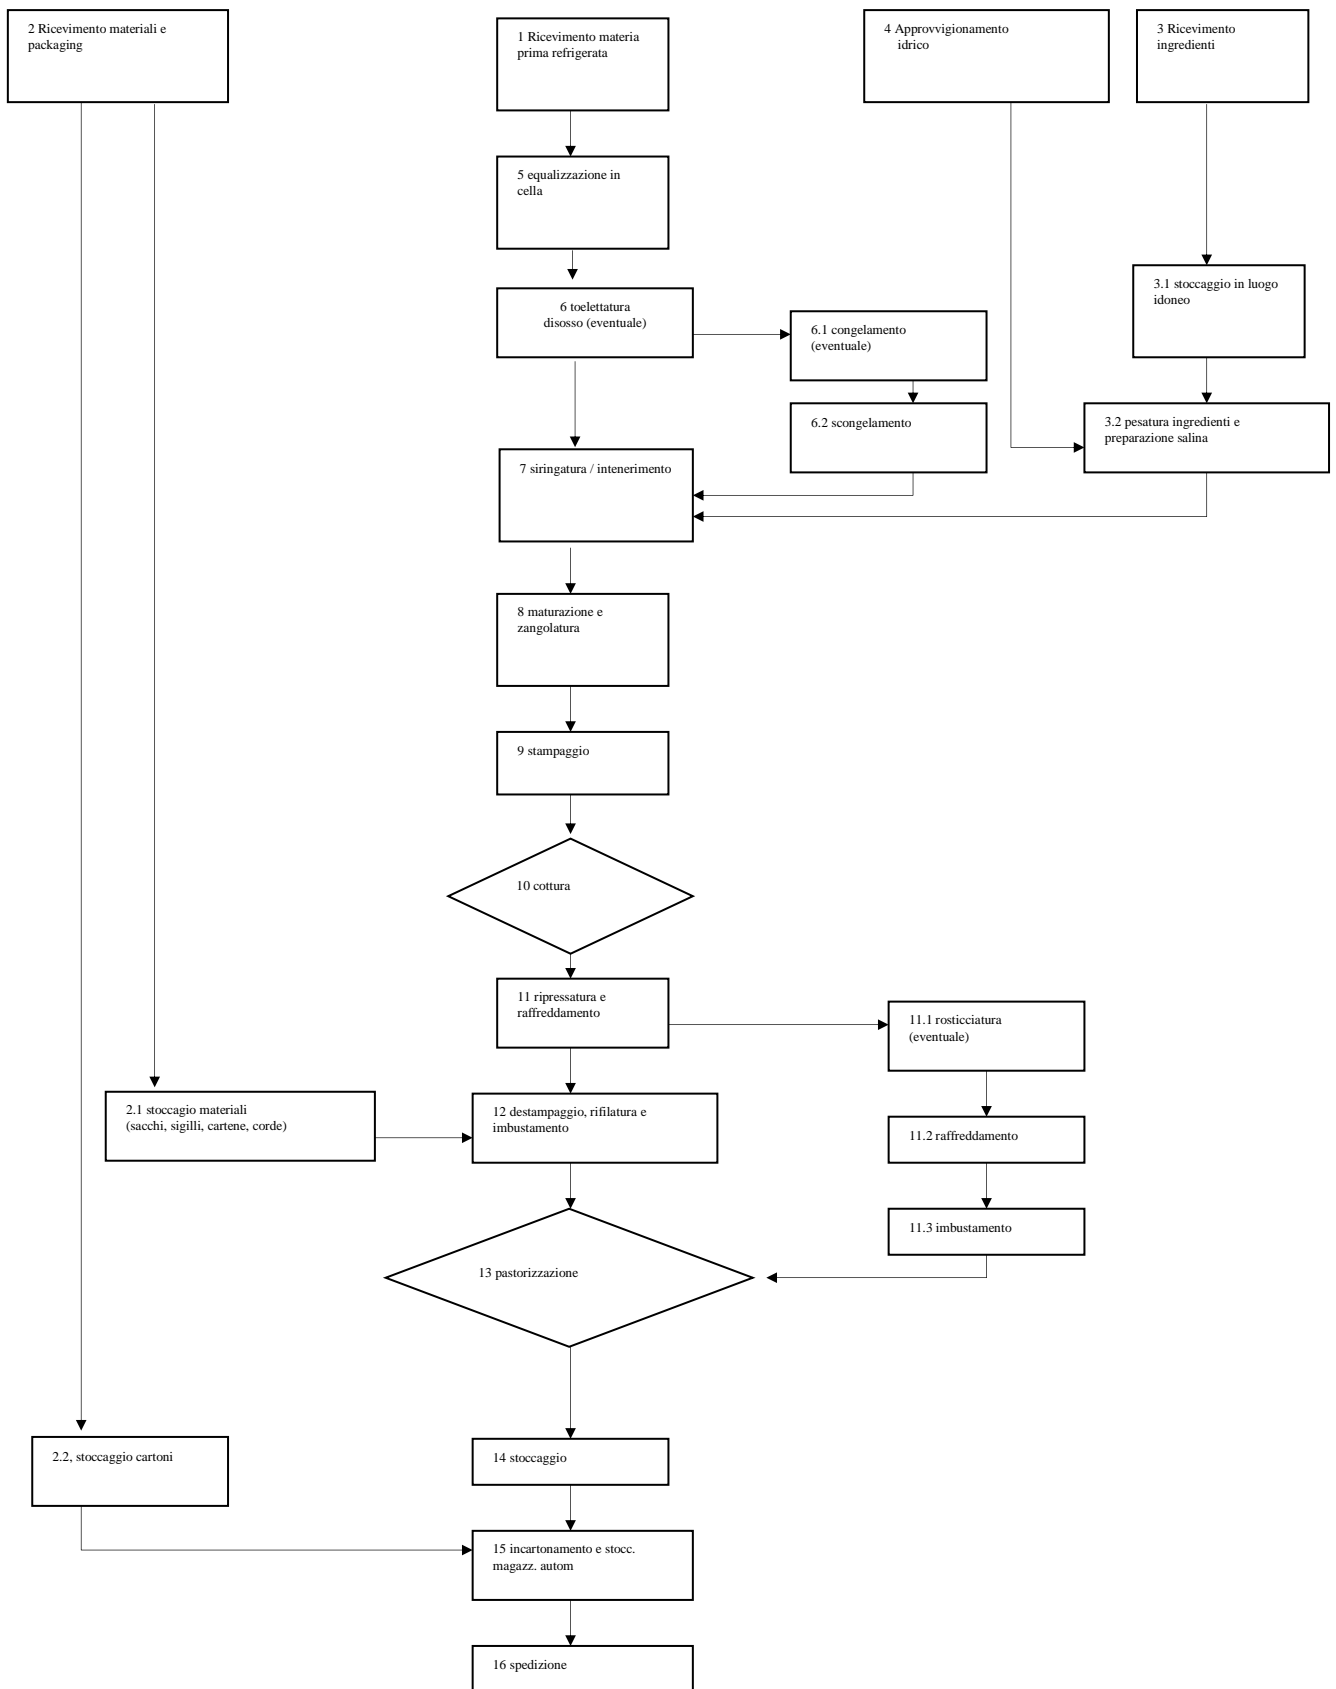 2 Ricevimento materiali e
packaging
1 Ricevimento materia
prima refrigerata
4 Approvvigionamento
idrico
3 Ricevimento
ingredienti
5 equalizzazione in
cella
3.1 stoccaggio in luogo
idoneo
6 toelettatura
disosso (eventuale)
6.1 congelamento
(eventuale)
6.2 scongelamento
3.2 pesatura ingredienti e
preparazione salina
7 siringatura / intenerimento
8 maturazione e
zangolatura
9 stampaggio
10 cottura
11 ripressatura e
raffreddamento
11.1 rosticciatura
(eventuale)
2.1 stoccagio materiali
(sacchi, sigilli, cartene, corde)
12 destampaggio, rifilatura e
imbustamento
11.2 raffreddamento
11.3 imbustamento
13 pastorizzazione
2.2, stoccaggio cartoni
14 stoccaggio
15 incartonamento e stocc.
magazz. autom
16 spedizione